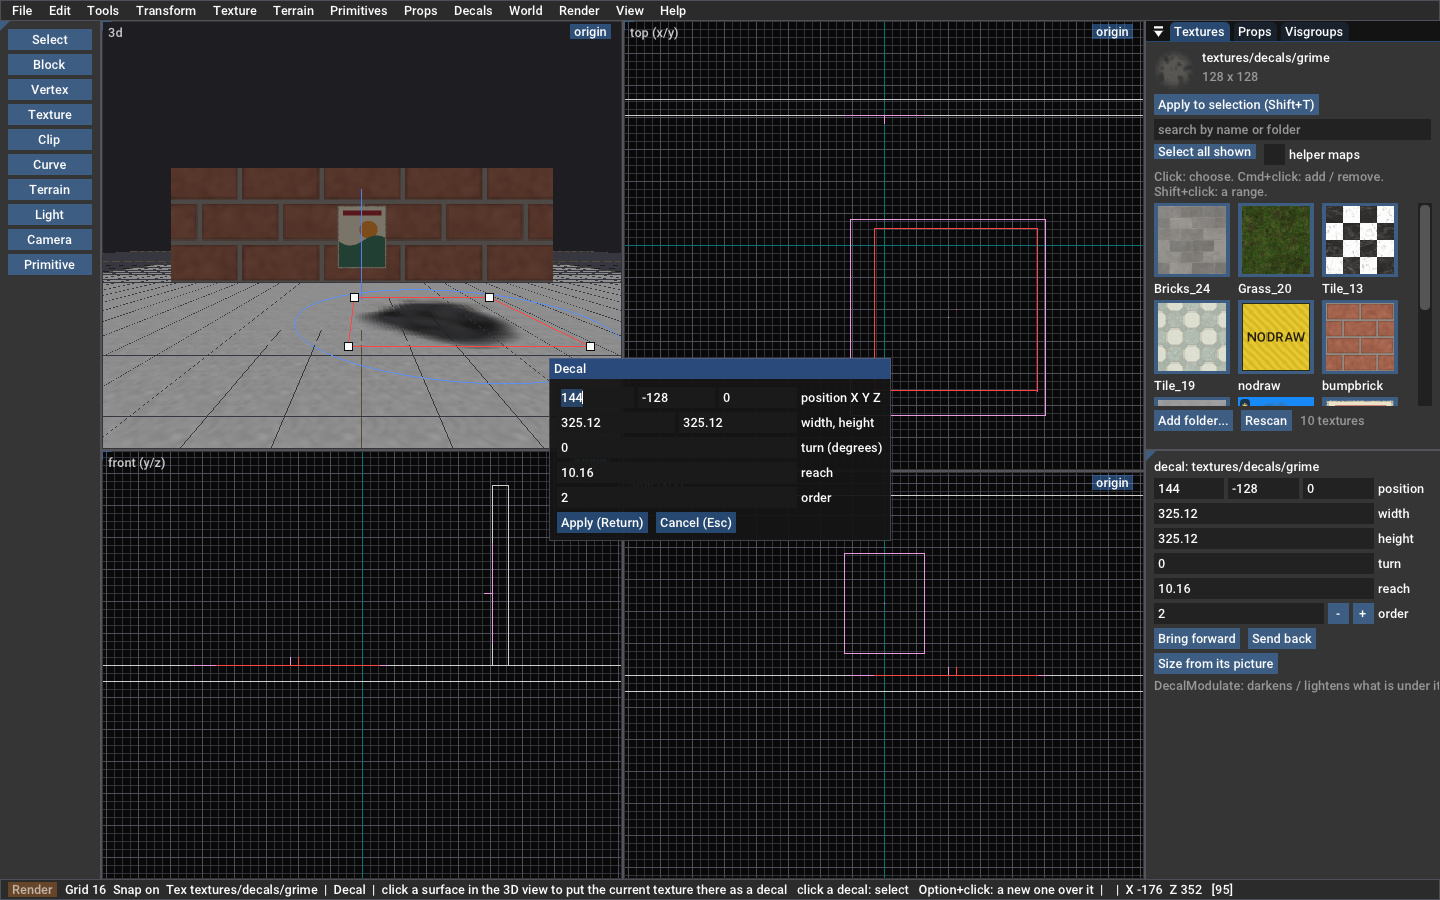 File Edit Tools Transform Texture Terrain Primitives Props Decals World Render View Help
Select
Block
Vertex
Texture
Clip
Curve
Terrain
Light
Camera
Primitive
3d
origin
top (x/y)
origin
front (y/z)
origin
Decal
144 -128 0 position X Y Z
325.12 325.12 width, height
0 turn (degrees)
10.16 reach
2 order
Apply (Return) Cancel (Esc)
Textures Props Visgroups
textures/decals/grime
128 x 128
Apply to selection (Shift+T)
search by name or folder
Select all shown helper maps
Click: choose. Cmd+click: add / remove.
Shift+click: a range.
Bricks_24 Grass_20 Tile_13
NODRAW
Tile_19 nodraw bumpbrick
Add folder... Rescan 10 textures
decal: textures/decals/grime
144 -128 0 position
325.12 width
325.12 height
0 turn
10.16 reach
2 - + order
Bring forward Send back
Size from its picture
DecalModulate: darkens / lightens what is under it
Render Grid 16 Snap on Tex textures/decals/grime | Decal | click a surface in the 3D view to put the current texture there as a decal click a decal: select Option+click: a new one over it | | X -176 Z 352 [95]